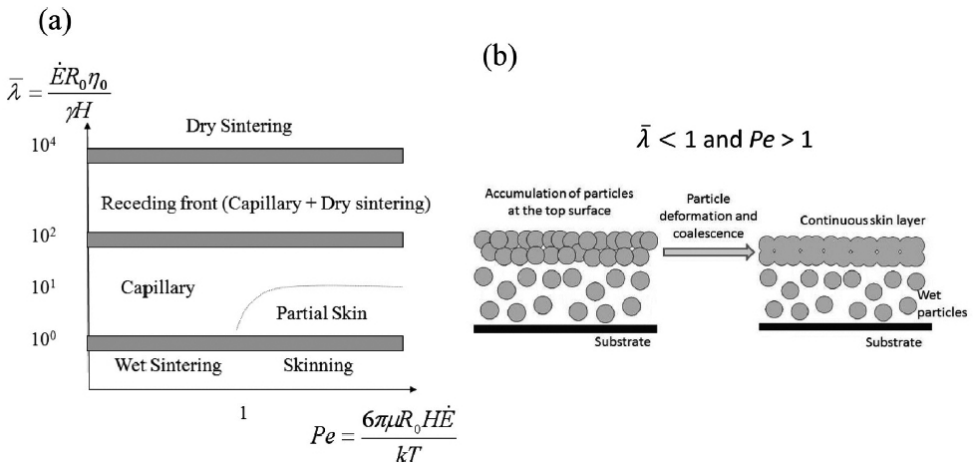 (a)
λ̄ = ĖR₀η₀ / γH
10⁴
Dry Sintering
Receding front (Capillary + Dry sintering)
10²
Capillary
10¹
Partial Skin
10⁰
Wet Sintering
Skinning
1
Pe = 6πμR₀HĖ / kT
(b)
λ̄ < 1 and Pe > 1
Accumulation of particles
at the top surface
Particle
deformation and
coalescence
Continuous skin layer
Wet
particles
Substrate
Substrate